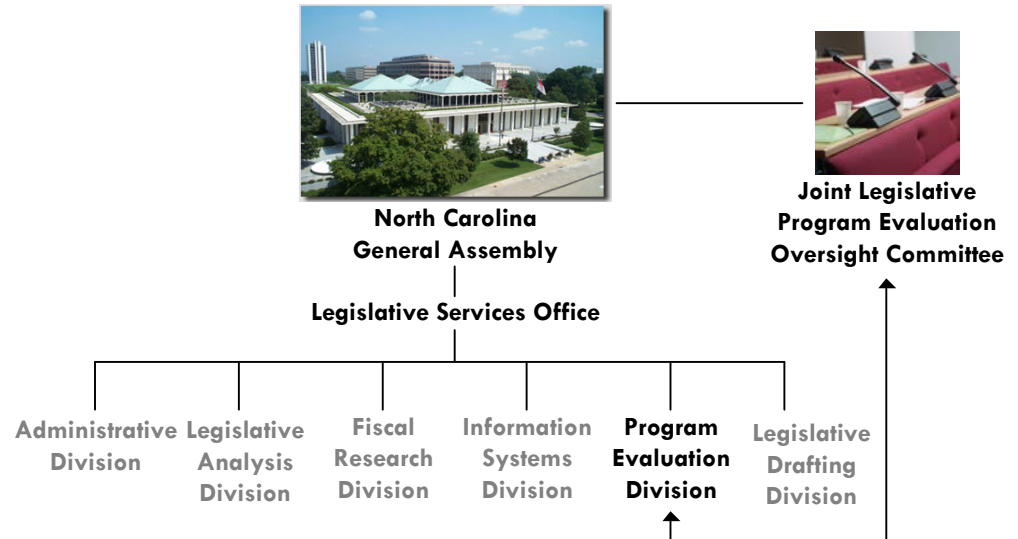 North Carolina
General Assembly
Joint Legislative
Program Evaluation
Oversight Committee
Legislative Services Office
Administrative
Division
Legislative
Analysis
Division
Fiscal
Research
Division
Information
Systems
Division
Program
Evaluation
Division
Legislative
Drafting
Division